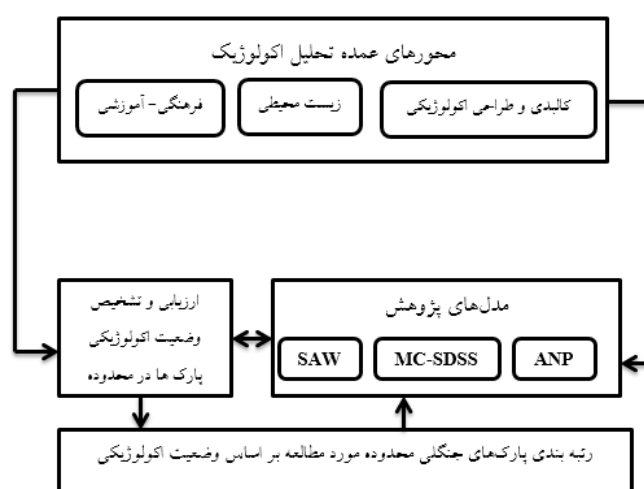 محورهای عمده تحلیل اکولوژیک
کالبدی و طراحی اکولوژیکی
زیست محیطی
فرهنگی- آموزشی
مدل‌های پژوهش
ANP
MC-SDSS
SAW
ارزیابی و تشخیص
وضعیت اکولوژیکی
پارک ها در محدوده
رتبه بندی پارک‌های جنگلی محدوده مورد مطالعه بر اساس وضعیت اکولوژیکی